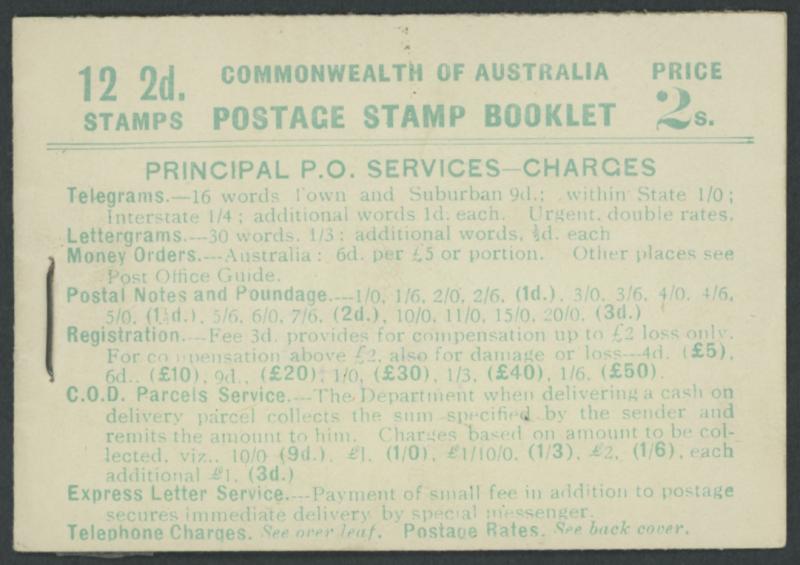 12 2d. STAMPS
COMMONWEALTH OF AUSTRALIA
POSTAGE STAMP BOOKLET
PRICE 2s.
PRINCIPAL P.O. SERVICES—CHARGES
Telegrams.—16 words Town and Suburban 9d.; within State 1/0;
Interstate 1/4; additional words 1d. each. Urgent, double rates.
Lettergrams.—30 words, 1/3; additional words, ½d. each
Money Orders.—Australia: 6d. per £5 or portion. Other places see
Post Office Guide.
Postal Notes and Poundage.—1/0, 1/6, 2/0, 2/6, (1d.), 3/0, 3/6, 4/0, 4/6,
5/0, (1½d.), 5/6, 6/0, 7/6, (2d.), 10/0, 11/0, 15/0, 20/0, (3d.)
Registration.—Fee 3d. provides for compensation up to £2 loss only.
For compensation above £2, also for damage or loss—4d. (£5),
6d., (£10), 9d., (£20), 1/0, (£30), 1/3, (£40), 1/6, (£50).
C.O.D. Parcels Service.—The Department when delivering a cash on
delivery parcel collects the sum specified by the sender and
remits the amount to him. Charges based on amount to be col-
lected, viz., 10/0 (9d.), £1, (1/0), £1/10/0, (1/3), £2, (1/6), each
additional £1, (3d.)
Express Letter Service.—Payment of small fee in addition to postage
secures immediate delivery by special messenger.
Telephone Charges. See over leaf. Postage Rates. See back cover.